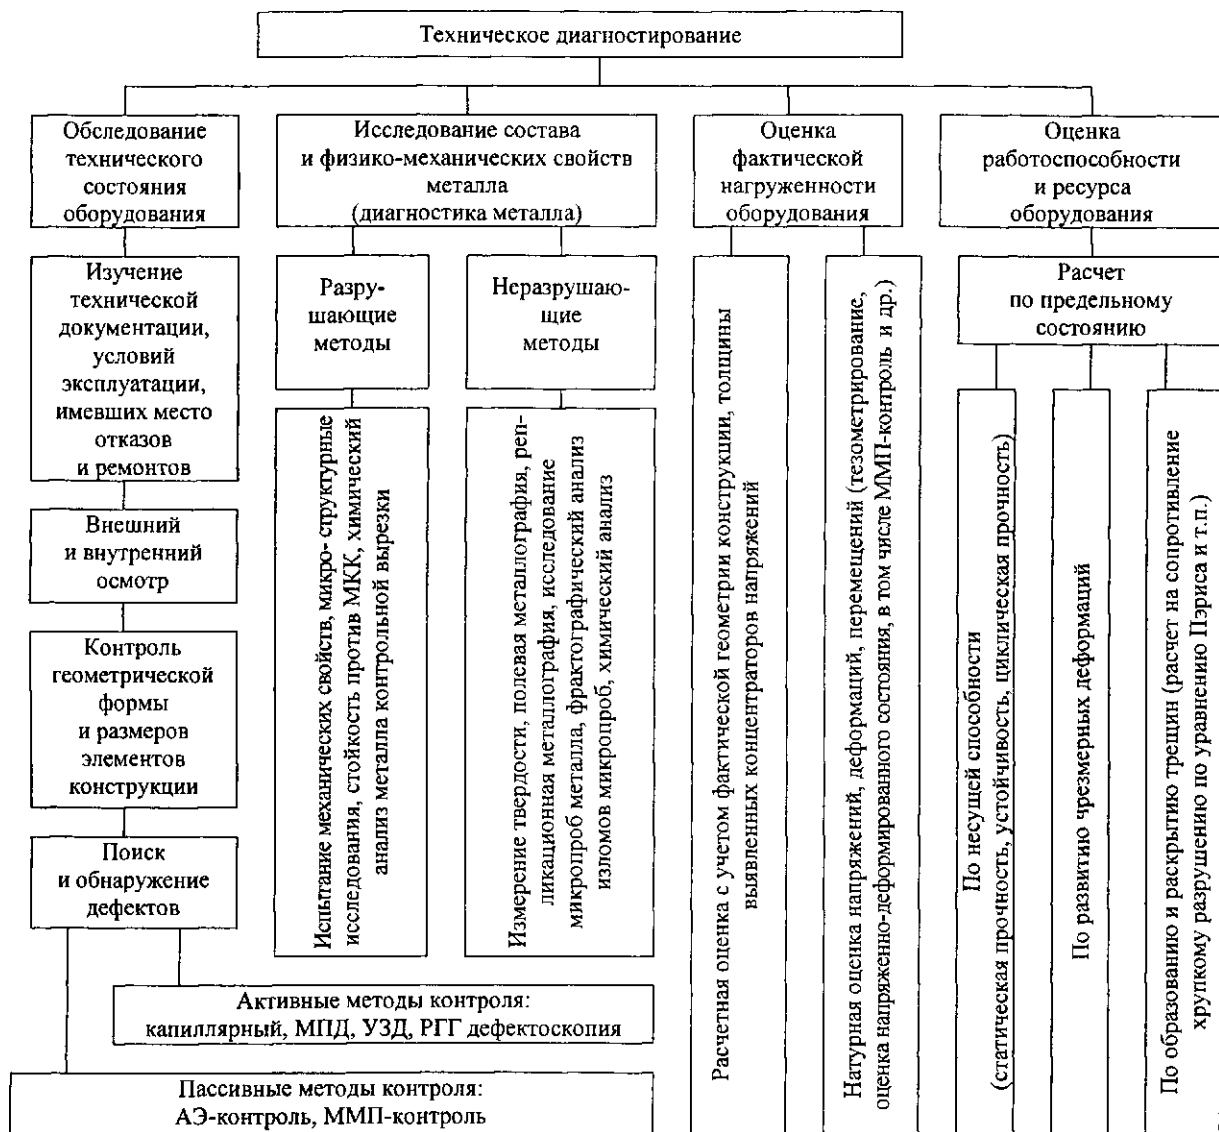 Техническое диагностирование
Обследование
технического
состояния
оборудования
Исследование состава
и физико-механических свойств
металла
(диагностика металла)
Оценка
фактической
нагруженности
оборудования
Оценка
работоспособности
и ресурса
оборудования
Изучение
технической
документации,
условий
эксплуатации,
имевших место
отказов
и ремонтов
Разру-
шающие
методы
Неразрушаю-
щие
методы
Расчет
по предельному
состоянию
Внешний
и внутренний
осмотр
Контроль
геометрической
формы
и размеров
элементов
конструкции
Поиск
и обнаружение
дефектов
Испытание механических свойств, микро- структурные
исследования, стойкость против МКК, химический
анализ металла контрольной вырезки
Измерение твердости, полевая металлография, реп-
ликационная металлография, исследование
микропроб металла, фрактографический анализ
изломов микропроб, химический анализ
Расчетная оценка с учетом фактической геометрии конструкции, толщины
выявленных концентраторов напряжений
Натурная оценка напряжений, деформаций, перемещений (тезометрирование,
оценка напряженно-деформированного состояния, в том числе ММП-контроль и др.)
По несущей способности
(статическая прочность, устойчивость, циклическая прочность)
По развитию чрезмерных деформаций
По образованию и раскрытию трещин (расчет на сопротивление
хрупкому разрушению по уравнению Пэриса и т.п.)
Активные методы контроля:
капиллярный, МПД, УЗД, РГГ дефектоскопия
Пассивные методы контроля:
АЭ-контроль, ММП-контроль